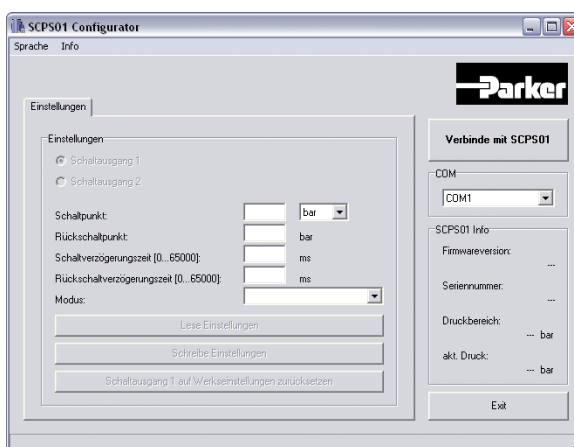 SCPS01 Configurator
Sprache Info
Parker
Einstellungen
Einstellungen
Schaltausgang 1
Schaltausgang 2
Schaltpunkt: bar
Rückschaltpunkt: bar
Schaltverzögerungszeit [0...65000]: ms
Rückschaltverzögerungszeit [0...65000]: ms
Modus:
Lese Einstellungen
Schreibe Einstellungen
Schaltausgang 1 auf Werkseinstellungen zurücksetzen
Verbinde mit SCPS01
COM
COM1
SCPS01 Info
Firmwareversion:
---
Seriennummer:
---
Druckbereich:
--- bar
akt. Druck:
--- bar
Exit